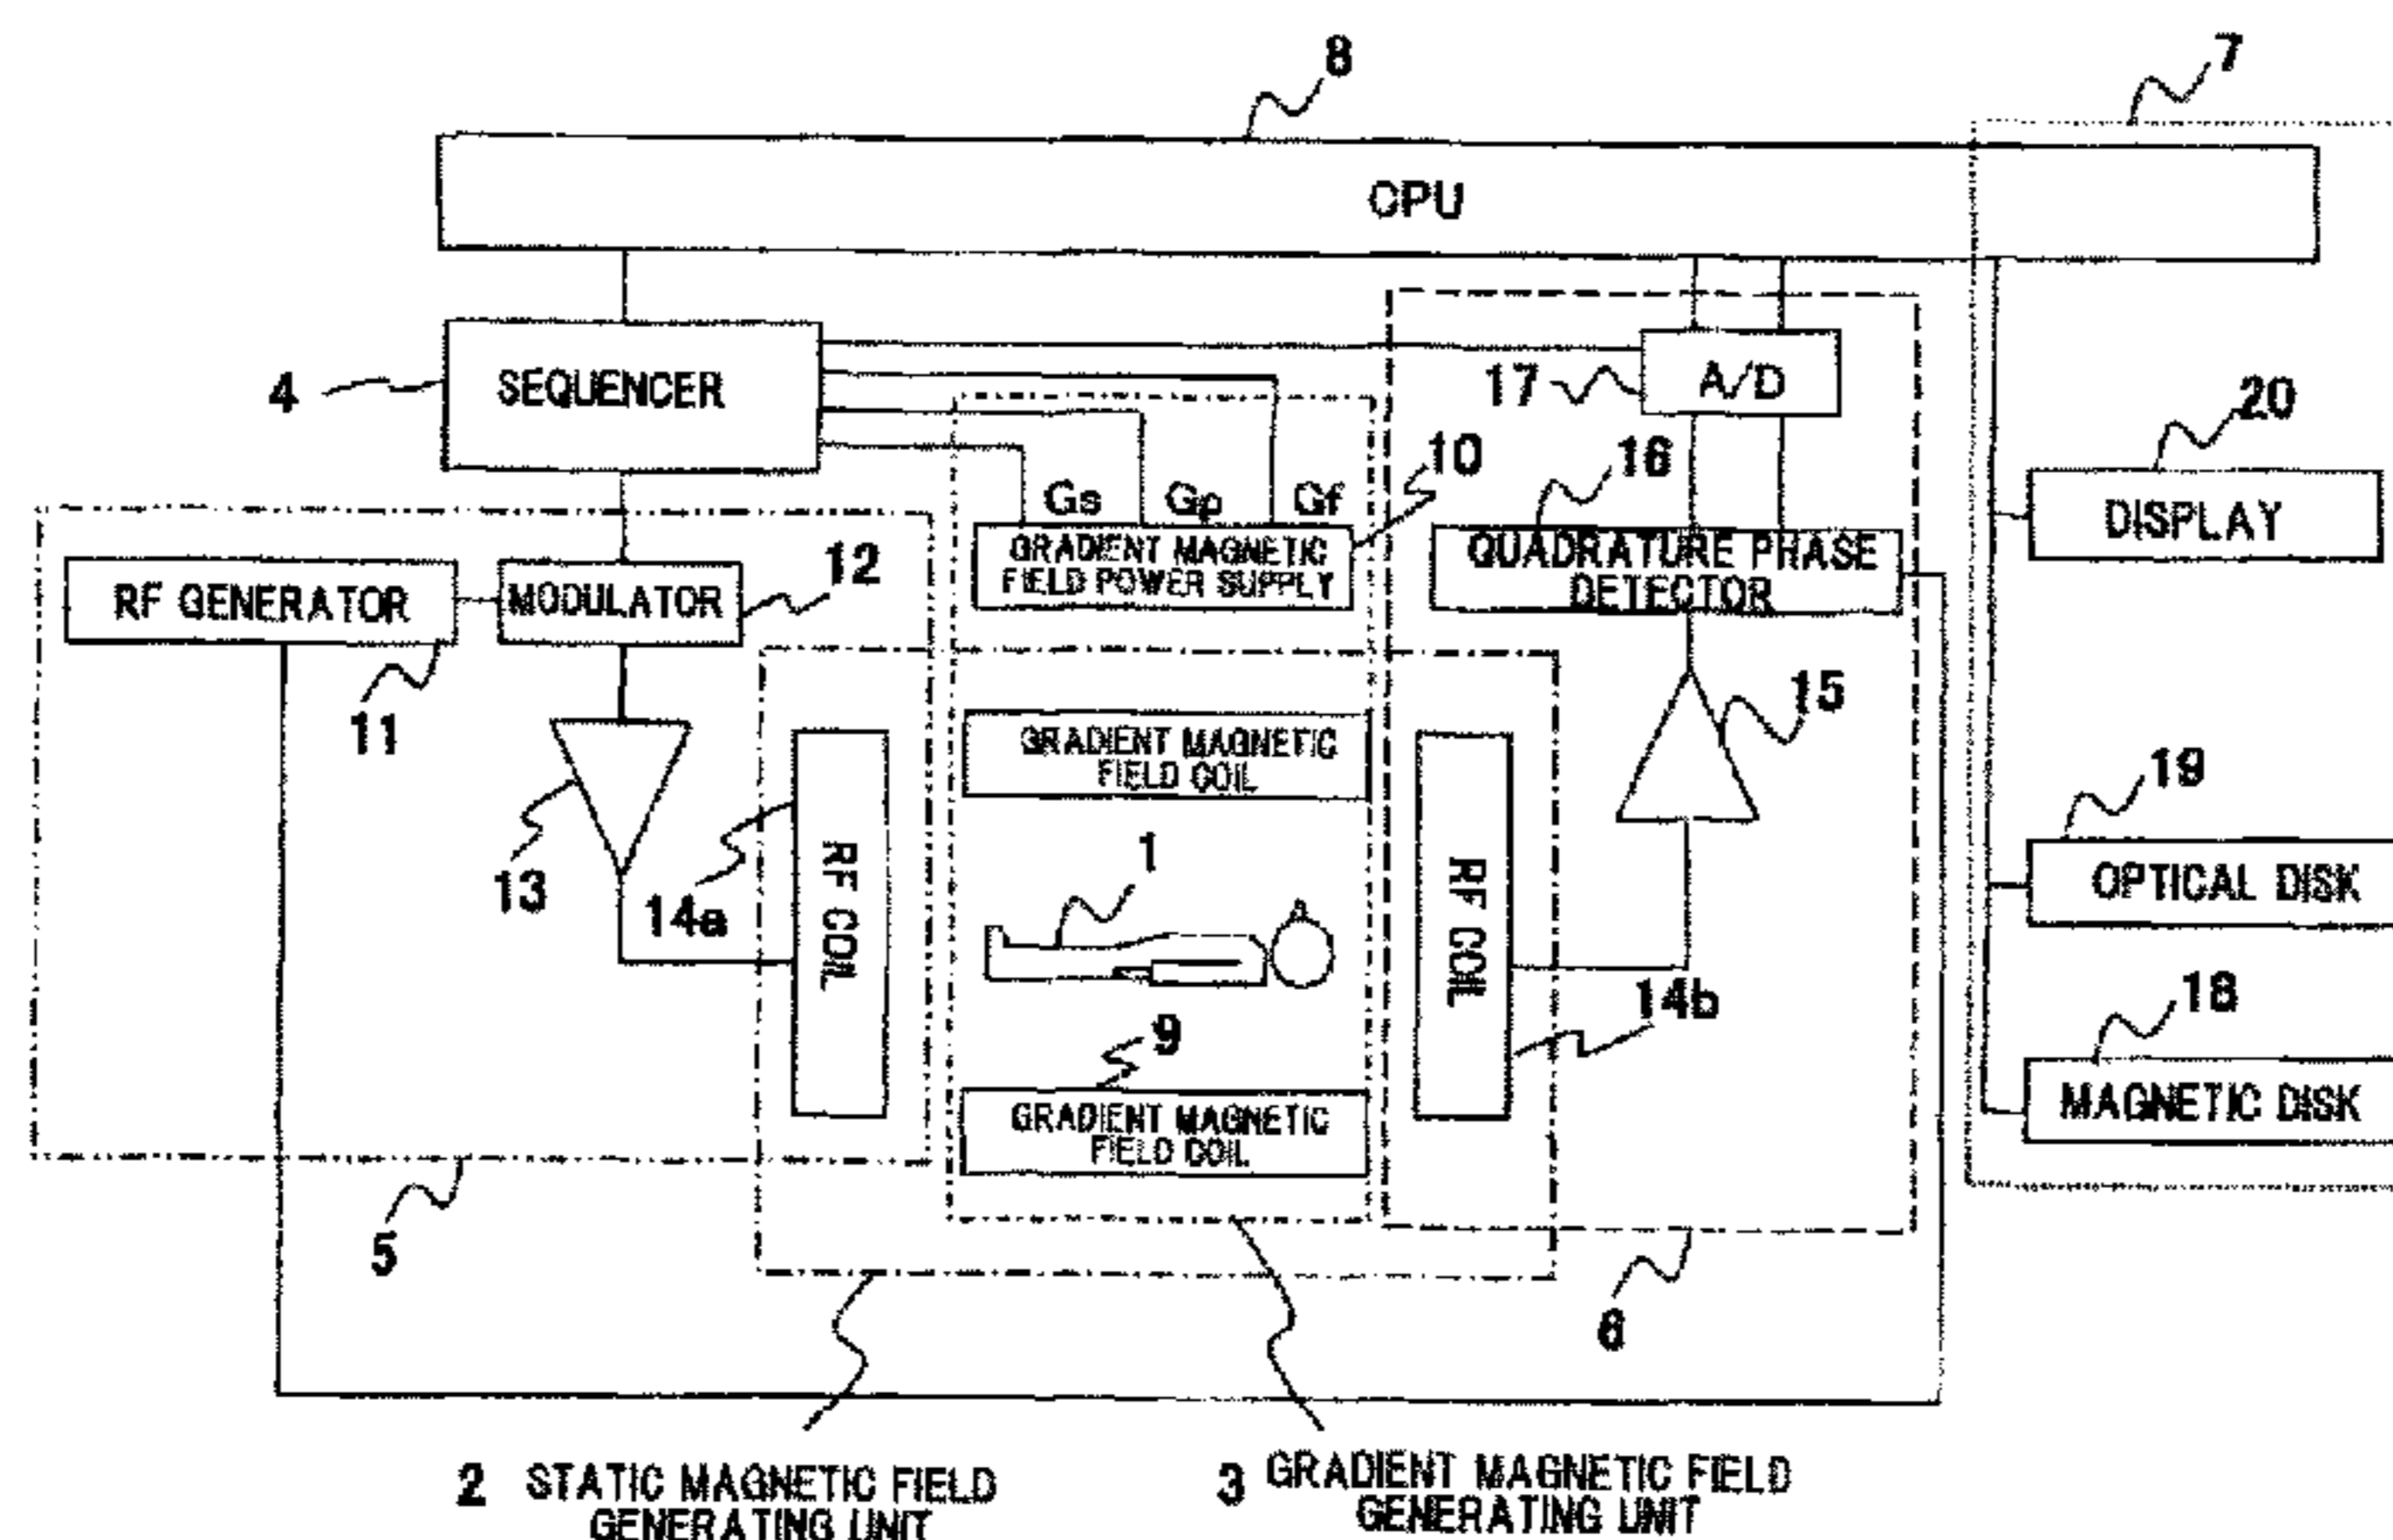 8
7
CPU
4
SEQUENCER
17
A/D
20
DISPLAY
10
16
Gs
Gp
Gf
GRADIENT MAGNETIC
FIELD POWER SUPPLY
QUADRATURE PHASE
DETECTOR
RF GENERATOR
MODULATOR
12
11
13
14a
RF COIL
GRADIENT MAGNETIC
FIELD COIL
1
9
GRADIENT MAGNETIC
FIELD COIL
RF COIL
14b
15
19
OPTICAL DISK
18
MAGNETIC DISK
5
6
2 STATIC MAGNETIC FIELD
GENERATING UNIT
3 GRADIENT MAGNETIC FIELD
GENERATING UNIT